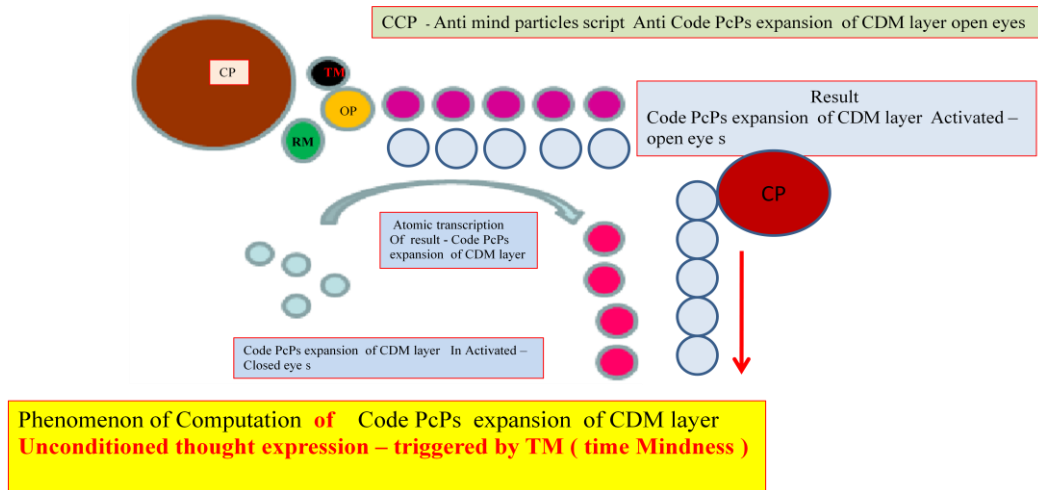 CCP - Anti mind particles script Anti Code PcPs expansion of CDM layer open eyes
CP
TM
OP
RM
Result
Code PcPs expansion of CDM layer Activated –
open eye s
CP
Atomic transcription
Of result - Code PcPs
expansion of CDM layer
Code PcPs expansion of CDM layer In Activated –
Closed eye s
Phenomenon of Computation of Code PcPs expansion of CDM layer
Unconditioned thought expression – triggered by TM ( time Mindness )